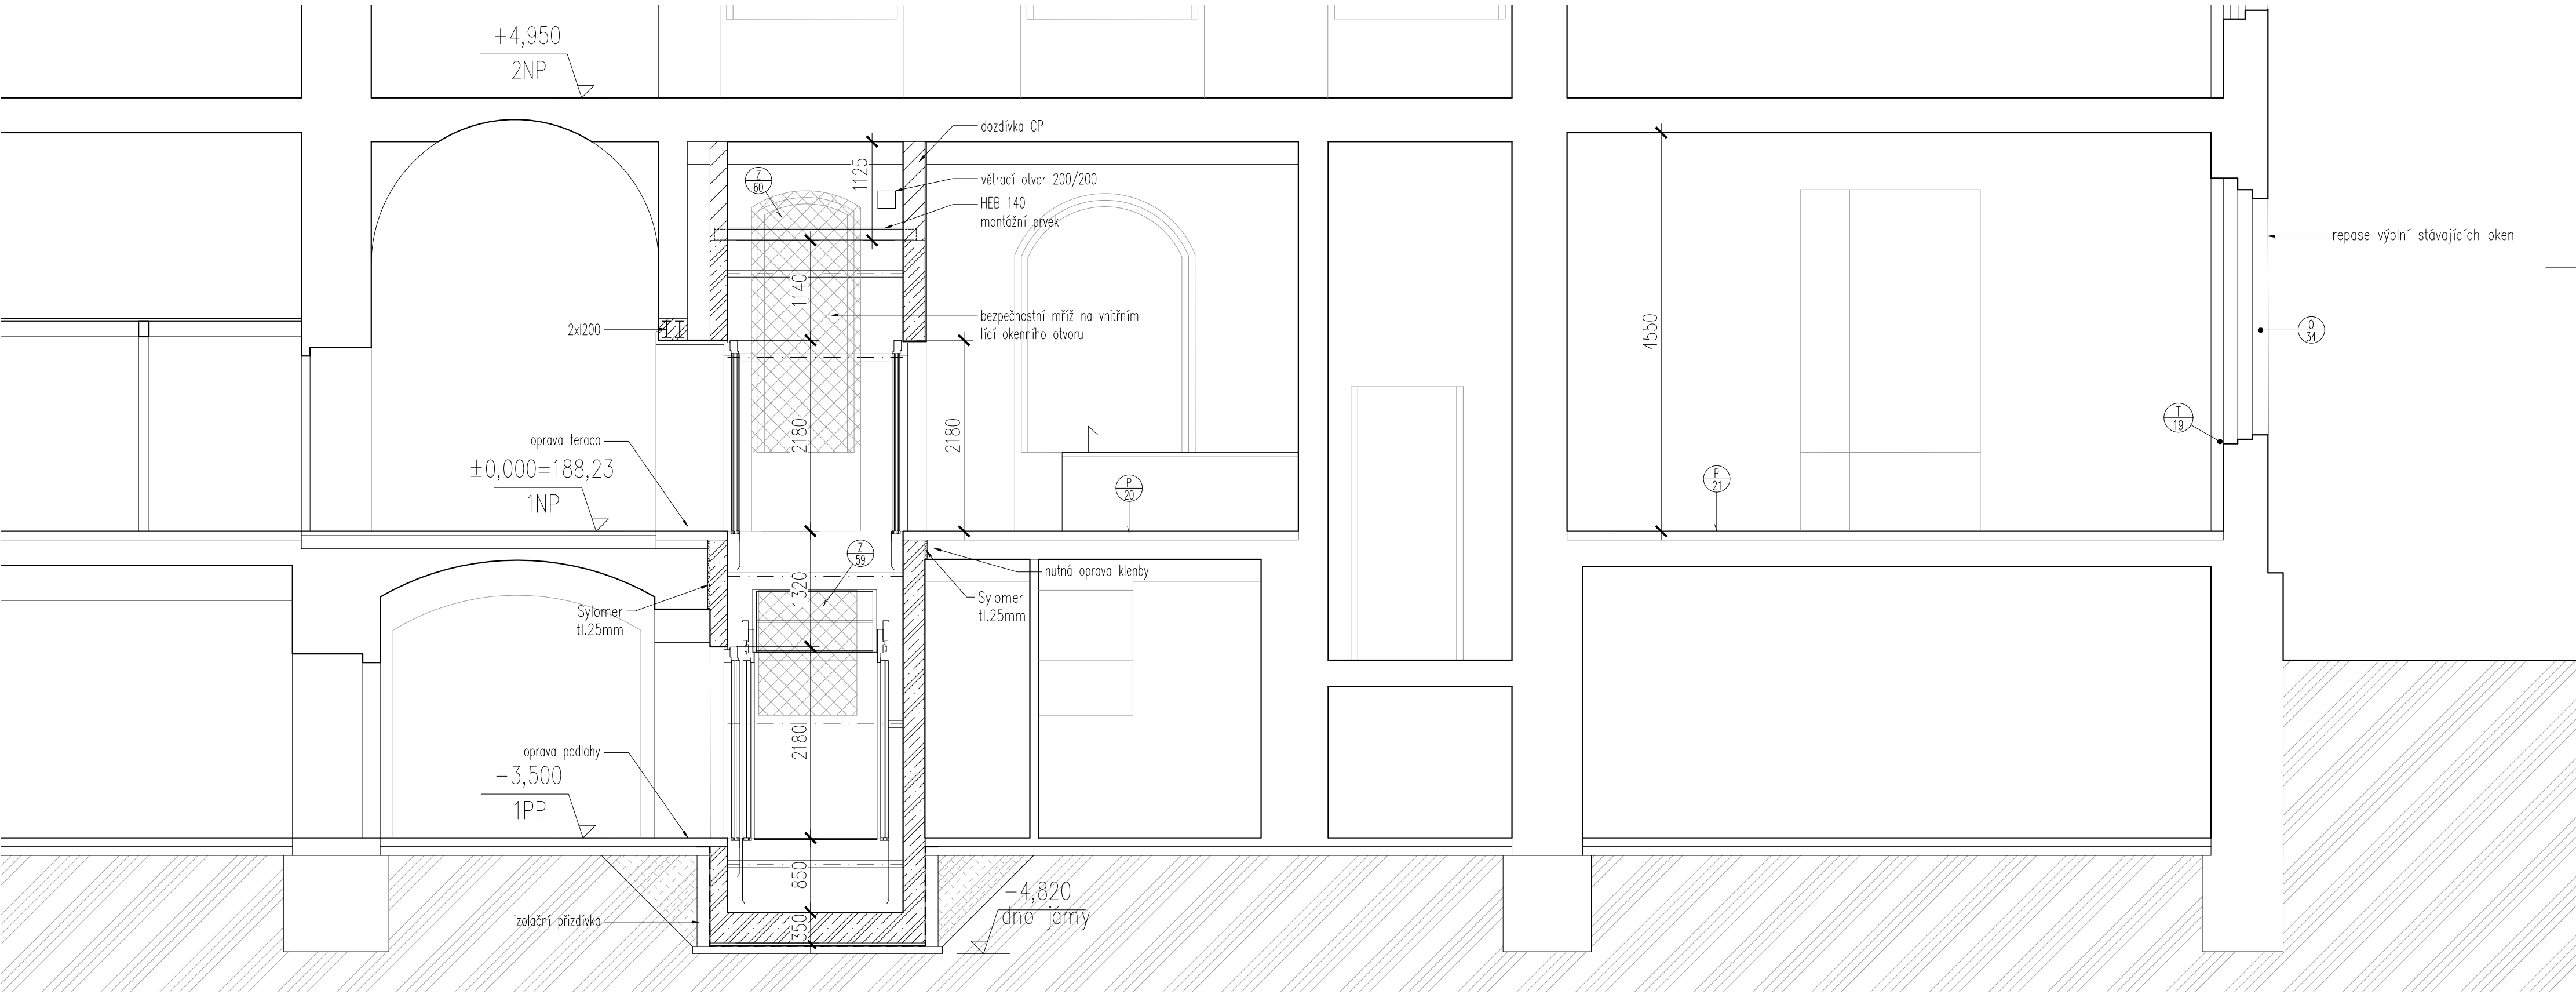 +4,950
2NP
dozdívka CP
1125
Z
60
větrací otvor 200/200
HEB 140
montážní prvek
repase výplní stávajících oken
1140
bezpečnostní mříž na vnitřním
lící okenního otvoru
2xI200
4550
O
34
T
19
2180
2180
oprava teraca
±0,000=188,23
1NP
P
20
P
21
Z
59
nutná oprava klenby
1320
Sylomer
tl.25mm
Sylomer
tl.25mm
2180
oprava podlahy
-3,500
1PP
850
-4,820
dno jámy
izolační přizdívka
350